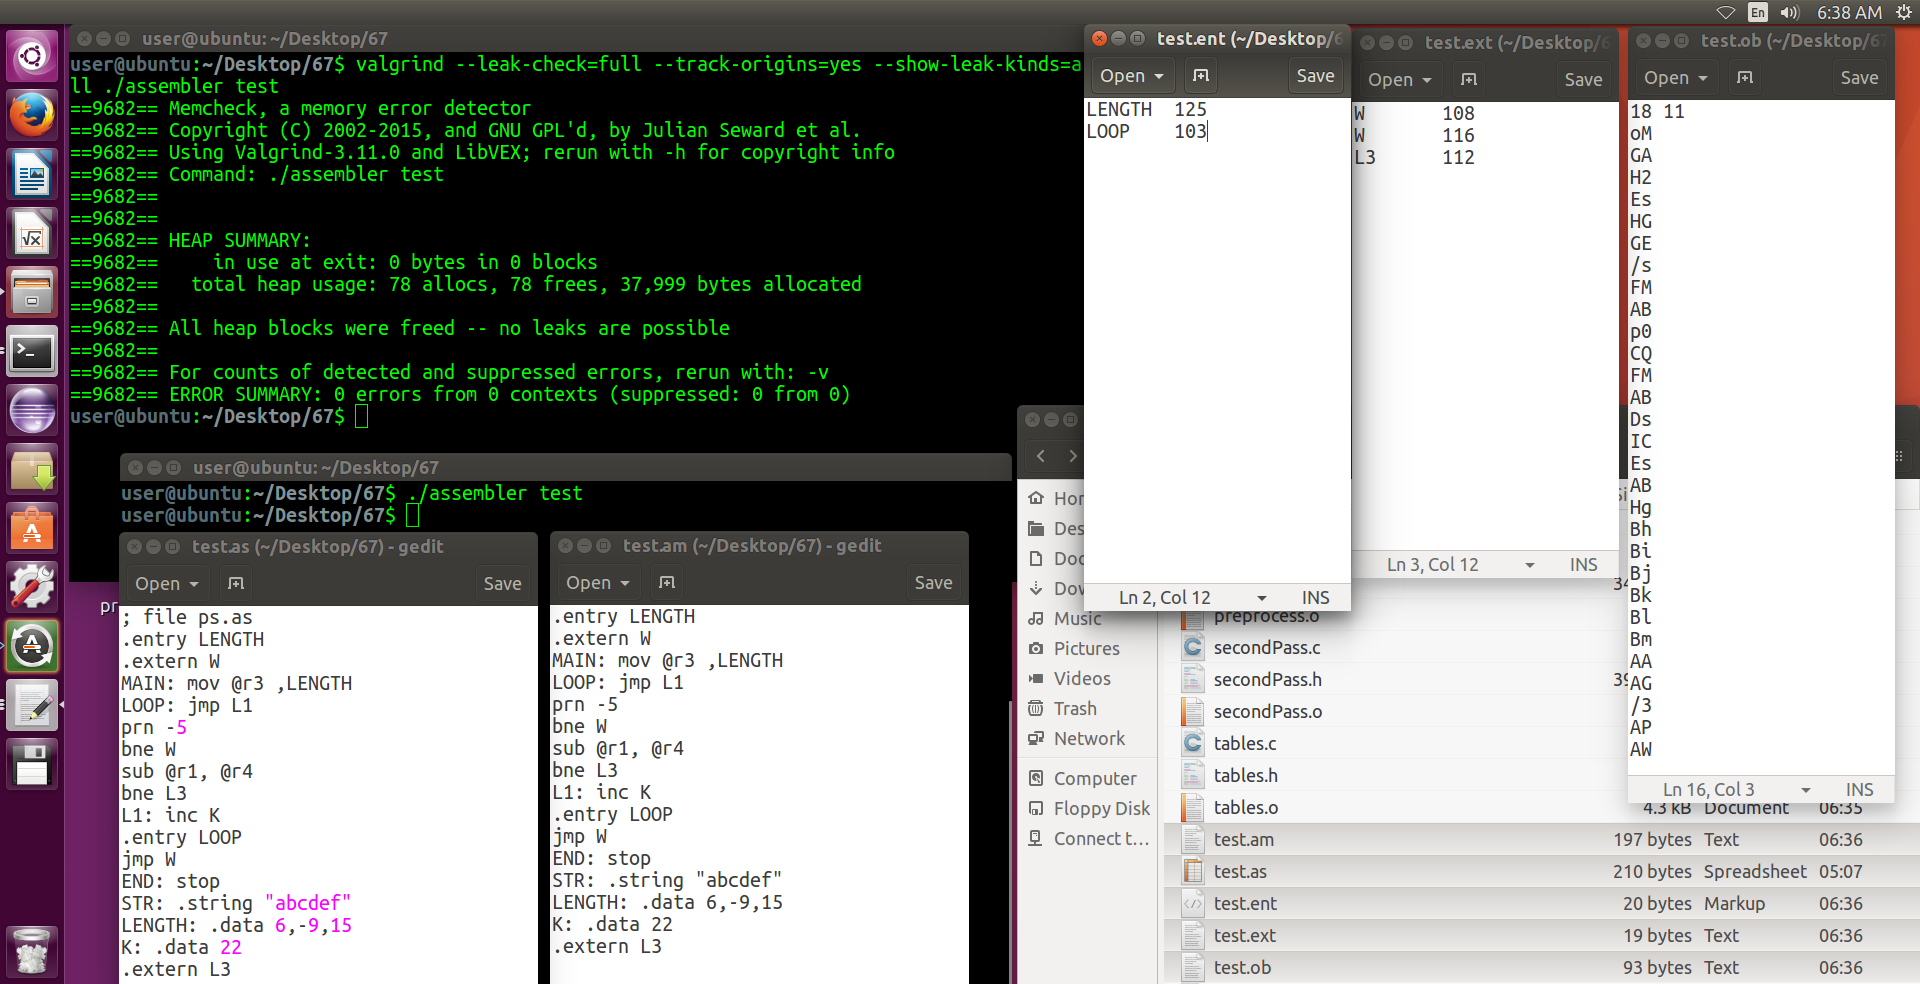 En 6:38 AM
user@ubuntu: ~/Desktop/67
user@ubuntu:~/Desktop/67$ valgrind --leak-check=full --track-origins=yes --show-leak-kinds=a
ll ./assembler test
==9682== Memcheck, a memory error detector
==9682== Copyright (C) 2002-2015, and GNU GPL'd, by Julian Seward et al.
==9682== Using Valgrind-3.11.0 and LibVEX; rerun with -h for copyright info
==9682== Command: ./assembler test
==9682==
==9682==
==9682== HEAP SUMMARY:
==9682==     in use at exit: 0 bytes in 0 blocks
==9682==   total heap usage: 78 allocs, 78 frees, 37,999 bytes allocated
==9682==
==9682== All heap blocks were freed -- no leaks are possible
==9682==
==9682== For counts of detected and suppressed errors, rerun with: -v
==9682== ERROR SUMMARY: 0 errors from 0 contexts (suppressed: 0 from 0)
user@ubuntu:~/Desktop/67$
user@ubuntu: ~/Desktop/67
user@ubuntu:~/Desktop/67$ ./assembler test
user@ubuntu:~/Desktop/67$
pr
test.as (~/Desktop/67) - gedit
Open Save
; file ps.as
.entry LENGTH
.extern W
MAIN: mov @r3 ,LENGTH
LOOP: jmp L1
prn -5
bne W
sub @r1, @r4
bne L3
L1: inc K
.entry LOOP
jmp W
END: stop
STR: .string "abcdef"
LENGTH: .data 6,-9,15
K: .data 22
.extern L3
test.am (~/Desktop/67) - gedit
Open Save
.entry LENGTH
.extern W
MAIN: mov @r3 ,LENGTH
LOOP: jmp L1
prn -5
bne W
sub @r1, @r4
bne L3
L1: inc K
.entry LOOP
jmp W
END: stop
STR: .string "abcdef"
LENGTH: .data 6,-9,15
K: .data 22
.extern L3
test.ent (~/Desktop/6
Open Save
LENGTH 125
LOOP 103
Ln 2, Col 12 INS
test.ext (~/Desktop/6
Open Save
W 108
W 116
L3 112
Ln 3, Col 12 INS
test.ob (~/Desktop/67
Open Save
18 11
oM
GA
H2
Es
HG
GE
/s
FM
AB
p0
CQ
FM
AB
Ds
IC
Es
AB
Hg
Bh
Bi
Bj
Bk
Bl
Bm
AA
AG
/3
AP
AW
Ln 16, Col 3 INS
Hor
Des
Doc
Dow
Music
Pictures
Videos
Trash
Network
Computer
Floppy Disk
Connect t...
Si
34
preprocess.o
secondPass.c
secondPass.h 39
secondPass.o
tables.c
tables.h
tables.o 4.3 kB Document 06:35
test.am 197 bytes Text 06:36
test.as 210 bytes Spreadsheet 05:07
test.ent 20 bytes Markup 06:36
test.ext 19 bytes Text 06:36
test.ob 93 bytes Text 06:36